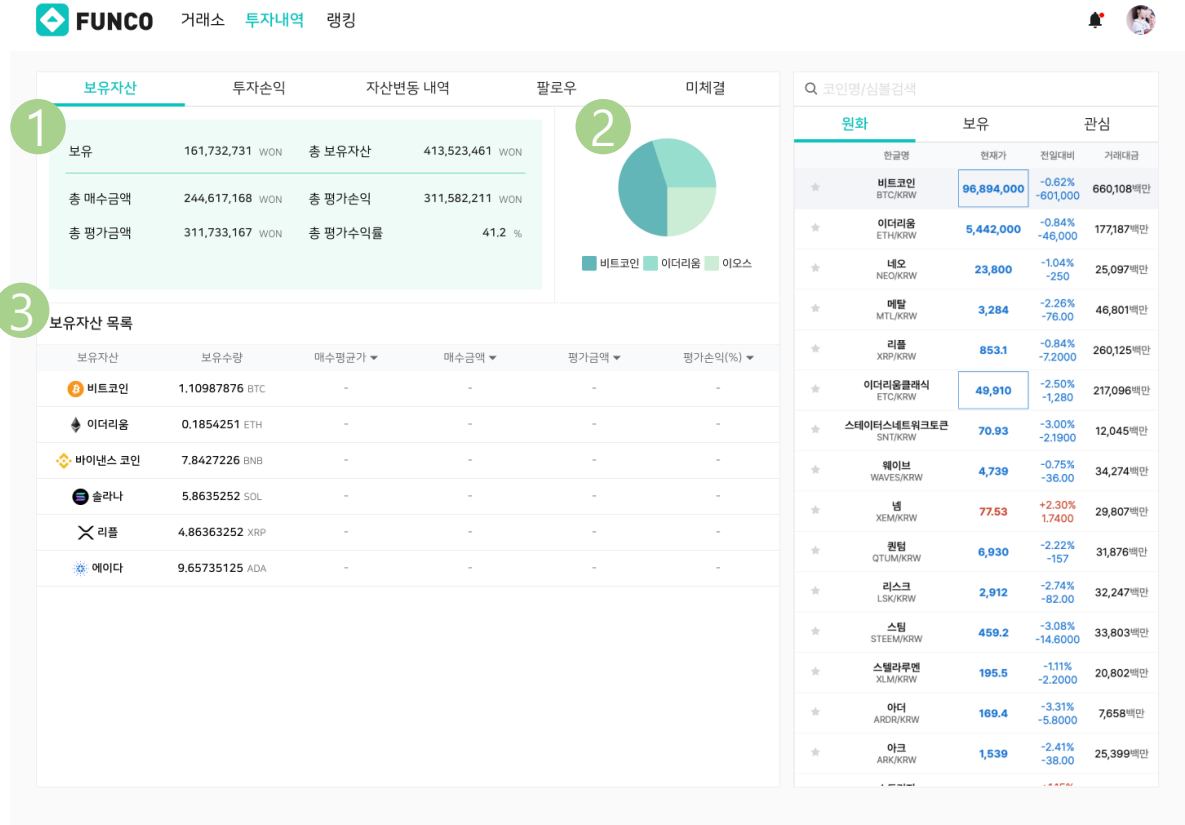 FUNCO 거래소 투자내역 랭킹
보유자산 투자손익 자산변동 내역 팔로우 미체결
1
보유 161,732,731 WON 총 보유자산 413,523,461 WON
총 매수금액 244,617,168 WON 총 평가손익 311,582,211 WON
총 평가금액 311,733,167 WON 총 평가수익률 41.2 %
2
비트코인 이더리움 이오스
3
보유자산 목록
보유자산 보유수량 매수평균가 매수금액 평가금액 평가손익(%)
비트코인 1.10987876 BTC - - - -
이더리움 0.1854251 ETH - - - -
바이낸스 코인 7.8427226 BNB - - - -
솔라나 5.8635252 SOL - - - -
리플 4.86363252 XRP - - - -
에이다 9.65735125 ADA - - - -
코인명/심볼검색
원화 보유 관심
한글명 현재가 전일대비 거래대금
비트코인 96,894,000 -0.62% 660,108백만
BTC/KRW -601,000
이더리움 5,442,000 -0.84% 177,187백만
ETH/KRW -46,000
네오 23,800 -1.04% 25,097백만
NEO/KRW -250
메탈 3,284 -2.26% 46,801백만
MTL/KRW -76.00
리플 853.1 -0.84% 260,125백만
XRP/KRW -7.2000
이더리움클래식 49,910 -2.50% 217,096백만
ETC/KRW -1,280
스테이터스네트워크토큰 70.93 -3.00% 12,045백만
SNT/KRW -2.1900
웨이브 4,739 -0.75% 34,274백만
WAVES/KRW -36.00
넴 77.53 +2.30% 29,807백만
XEM/KRW 1.7400
퀀텀 6,930 -2.22% 31,876백만
QTUM/KRW -157
리스크 2,912 -2.74% 32,247백만
LSK/KRW -82.00
스팀 459.2 -3.08% 33,803백만
STEEM/KRW -14.6000
스텔라루멘 195.5 -1.11% 20,802백만
XLM/KRW -2.2000
아더 169.4 -3.31% 7,658백만
ARDR/KRW -5.8000
아크 1,539 -2.41% 25,399백만
ARK/KRW -38.00